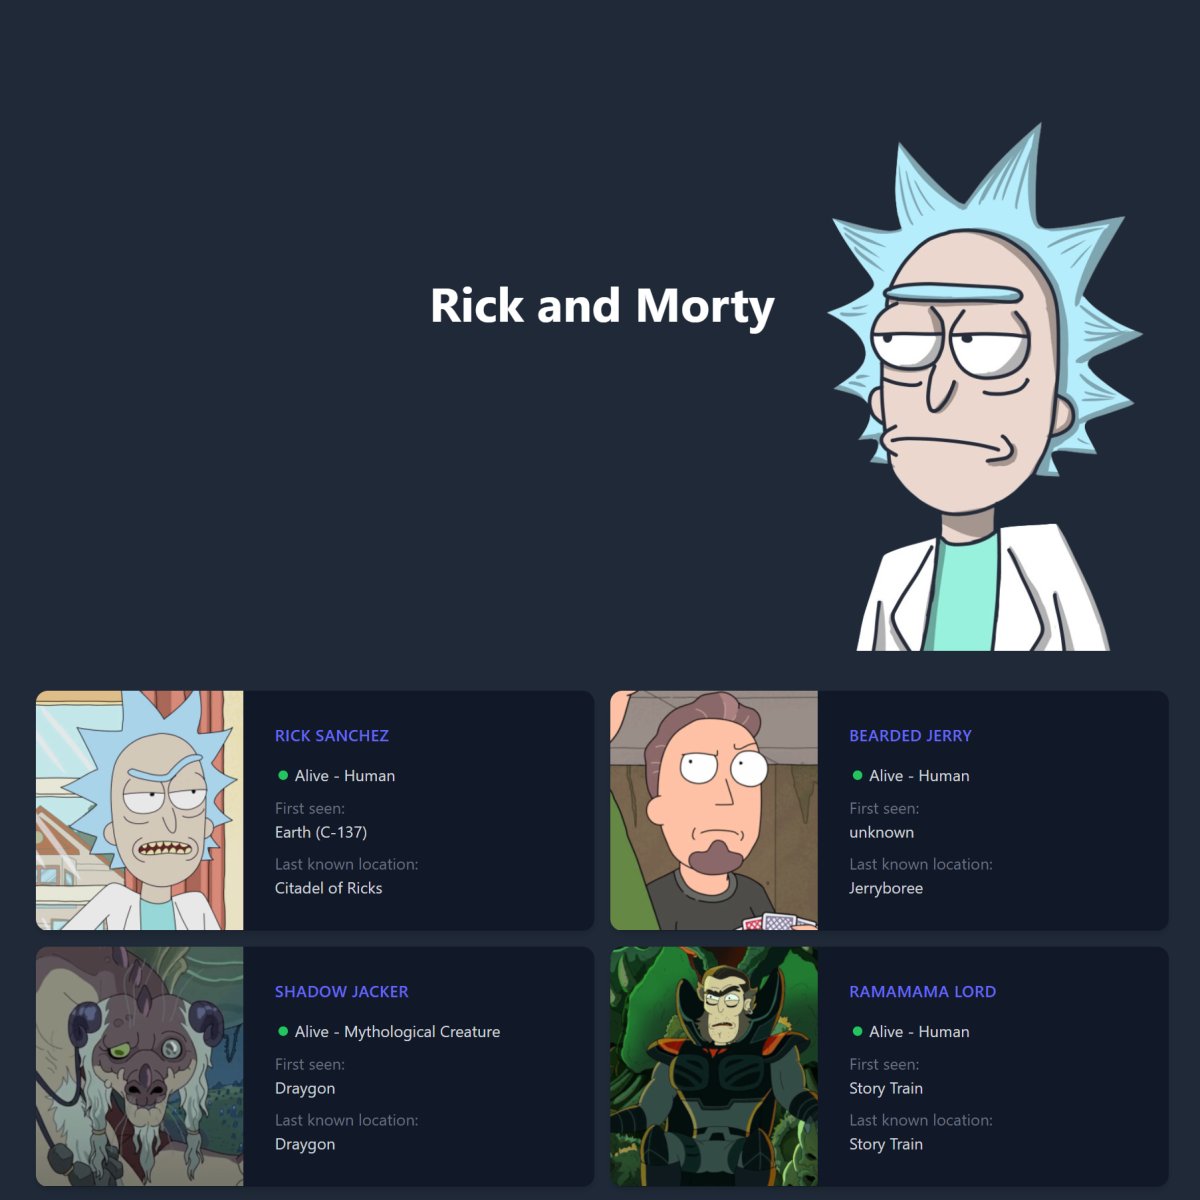 Rick and Morty
RICK SANCHEZ
Alive - Human
First seen:
Earth (C-137)
Last known location:
Citadel of Ricks
BEARDED JERRY
Alive - Human
First seen:
unknown
Last known location:
Jerryboree
SHADOW JACKER
Alive - Mythological Creature
First seen:
Draygon
Last known location:
Draygon
RAMAMAMA LORD
Alive - Human
First seen:
Story Train
Last known location:
Story Train